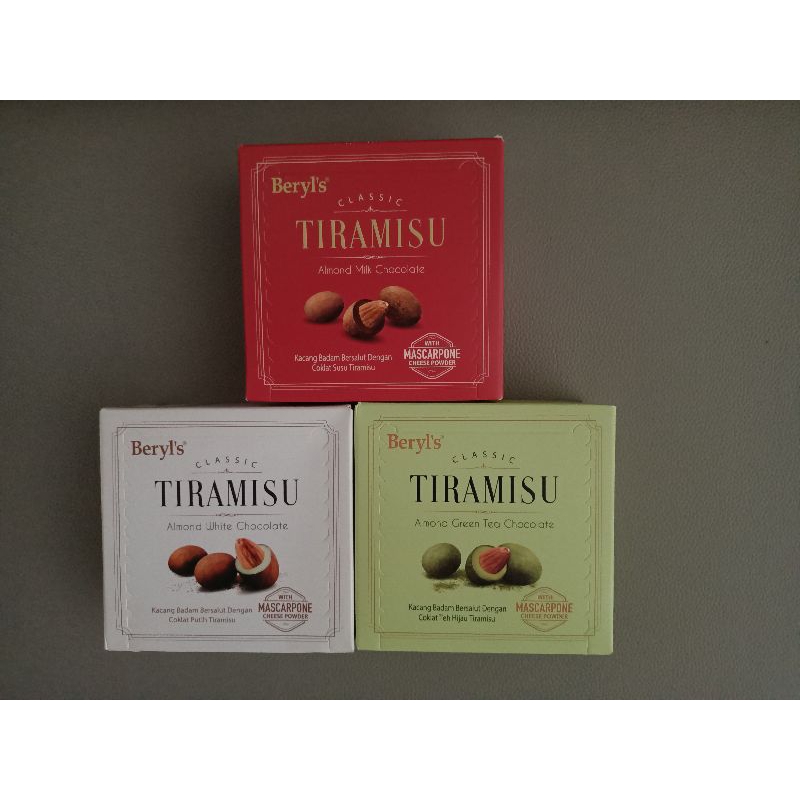 Beryl's
CLASSIC
TIRAMISU
Almond Milk Chocolate
Kacang Badam Bersalut Dengan
Coklat Susu Tiramisu
WITH
MASCARPONE
CHEESE POWDER
Beryl's
CLASSIC
TIRAMISU
Almond White Chocolate
Kacang Badam Bersalut Dengan
Coklat Putih Tiramisu
WITH
MASCARPONE
CHEESE POWDER
Beryl's
CLASSIC
TIRAMISU
Almond Green Tea Chocolate
Kacang Badam Bersalut Dengan
Coklat Teh Hijau Tiramisu
WITH
MASCARPONE
CHEESE POWDER